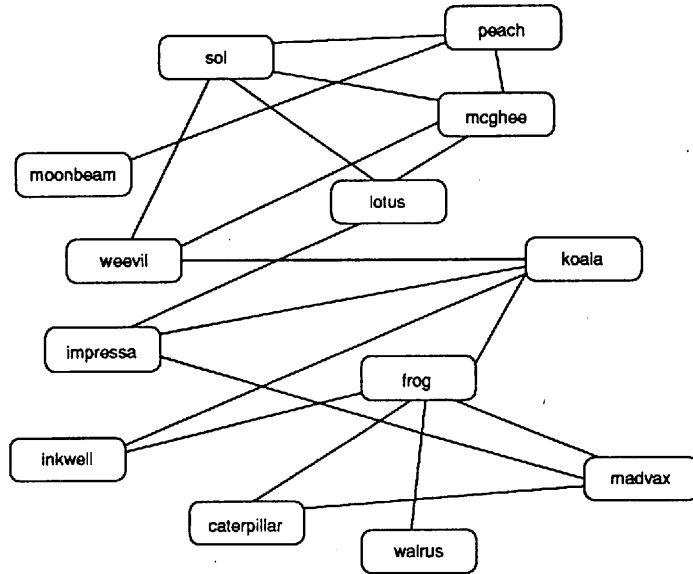 peach
sol
mcghee
moonbeam
lotus
weevil
koala
impressa
frog
inkwell
madvax
caterpillar
walrus